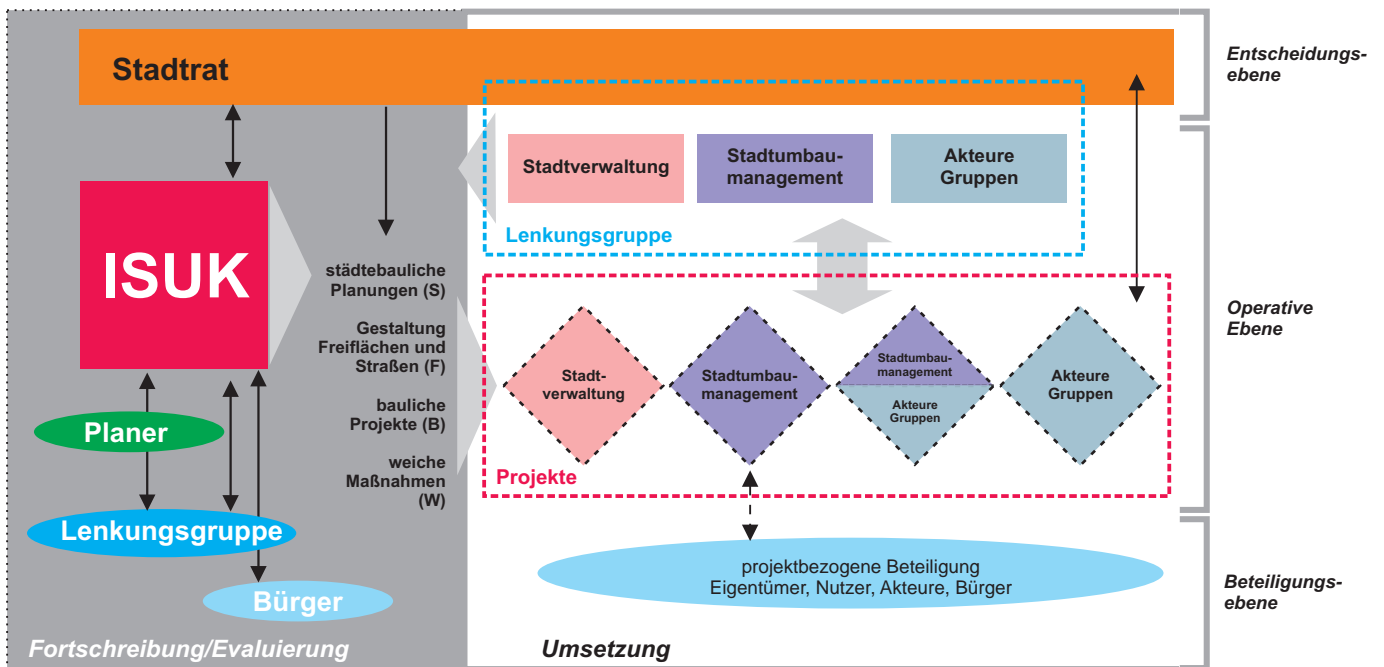 Stadtrat
Entscheidungs-
ebene
Stadtverwaltung
Stadtumbau-
management
Akteure
Gruppen
Lenkungsgruppe
ISUK
städtebauliche
Planungen (S)
Gestaltung
Freiflächen und
Straßen (F)
bauliche
Projekte (B)
weiche
Maßnahmen
(W)
Operative
Ebene
Stadt-
verwaltung
Stadtumbau-
management
Stadtumbau-
management
Akteure
Gruppen
Akteure
Gruppen
Projekte
Planer
Lenkungsgruppe
Bürger
projektbezogene Beteiligung
Eigentümer, Nutzer, Akteure, Bürger
Beteiligungs-
ebene
Fortschreibung/Evaluierung
Umsetzung